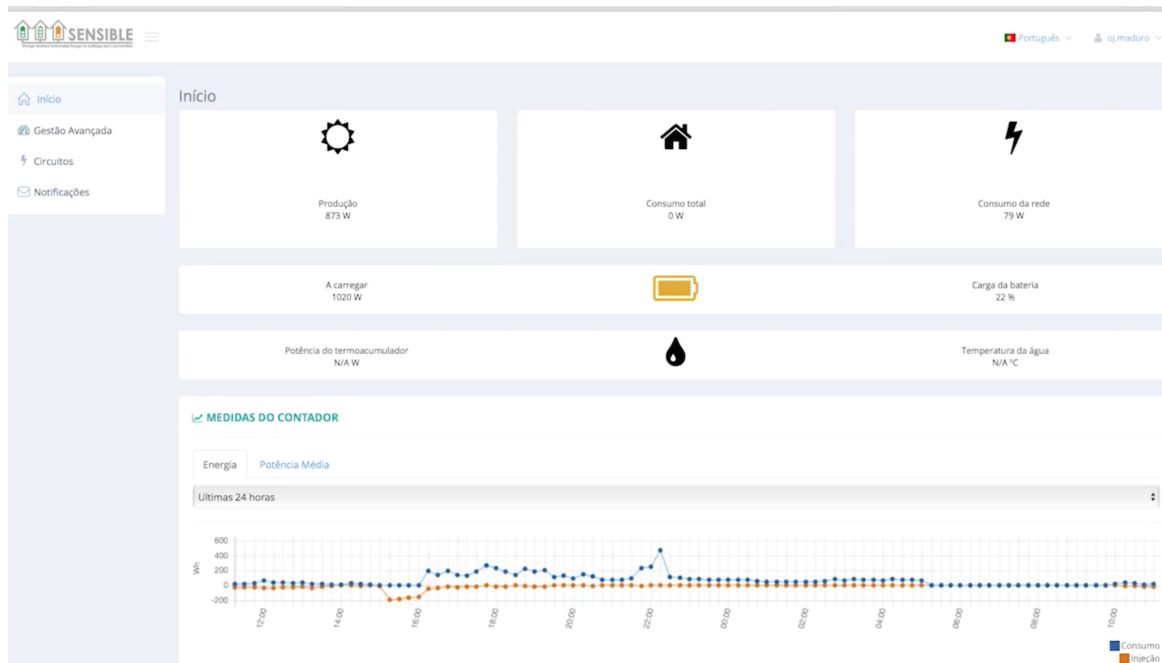 SENSIBLE
Português
oj.maduro
Início
Gestão Avançada
Circuitos
Notificações
Início
Produção
873 W
Consumo total
0 W
Consumo da rede
79 W
A carregar
1020 W
Carga da bateria
22 %
Potência do termoacumulador
N/A W
Temperatura da água
N/A ºC
MEDIDAS DO CONTADOR
Energia
Potência Média
Ultimas 24 horas
Wh
600
400
200
0
-200
12:00
14:00
16:00
18:00
20:00
22:00
00:00
02:00
04:00
06:00
08:00
10:00
Consumo
Injeção